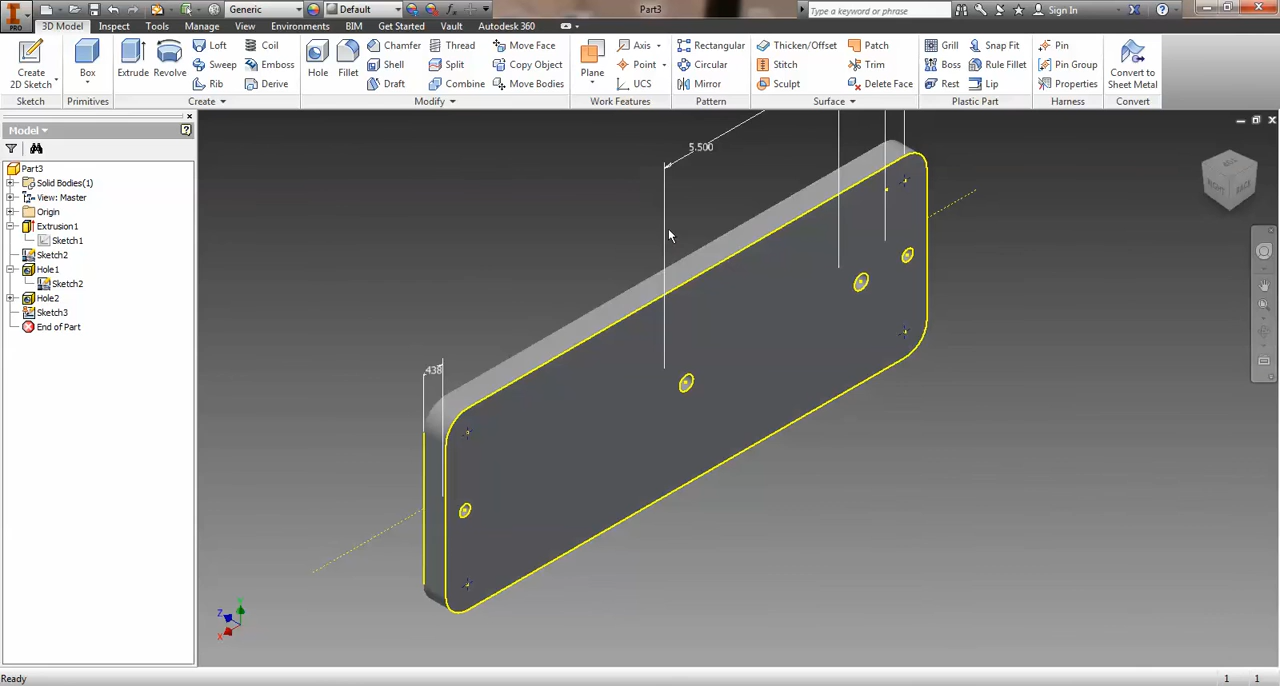 Generic
Default
Part3
Type a keyword or phrase
Sign In
PRO
3D Model
Inspect
Tools
Manage
View
Environments
BIM
Get Started
Vault
Autodesk 360
Create
2D Sketch
Box
Extrude
Revolve
Loft
Coil
Sweep
Emboss
Rib
Derive
Hole
Fillet
Chamfer
Thread
Move Face
Shell
Split
Copy Object
Draft
Combine
Move Bodies
Plane
Axis
Point
UCS
Rectangular
Circular
Mirror
Thicken/Offset
Patch
Stitch
Trim
Sculpt
Delete Face
Grill
Snap Fit
Boss
Rule Fillet
Rest
Lip
Pin
Pin Group
Properties
Convert to
Sheet Metal
Sketch
Primitives
Create
Modify
Work Features
Pattern
Surface
Plastic Part
Harness
Convert
Model
Part3
Solid Bodies(1)
View: Master
Origin
Extrusion1
Sketch1
Sketch2
Hole1
Sketch2
Hole2
Sketch3
End of Part
5.500
.438
Z
X
Ready
1
1